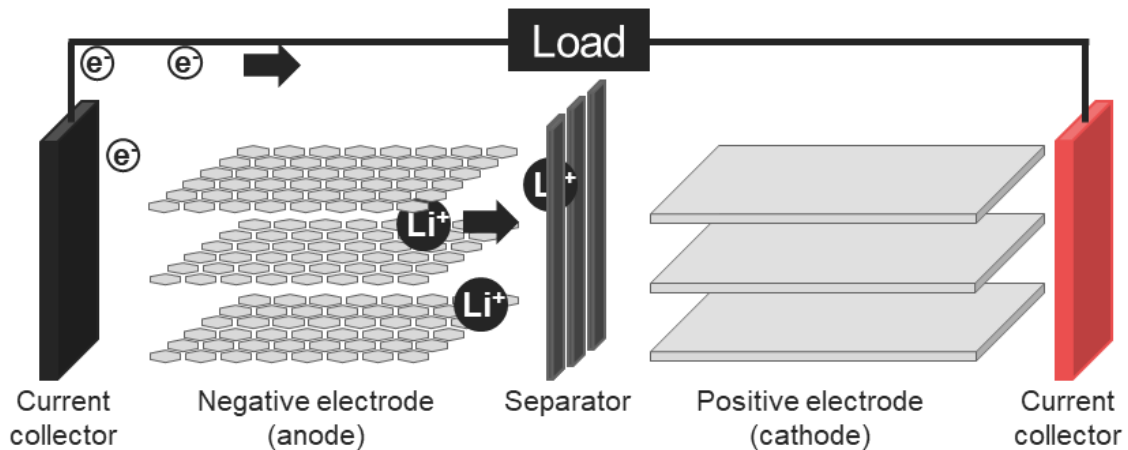 Load
e⁻ e⁻
e⁻
Li⁺
Li⁺
Li⁺
Current
collector
Negative electrode
(anode)
Separator
Positive electrode
(cathode)
Current
collector